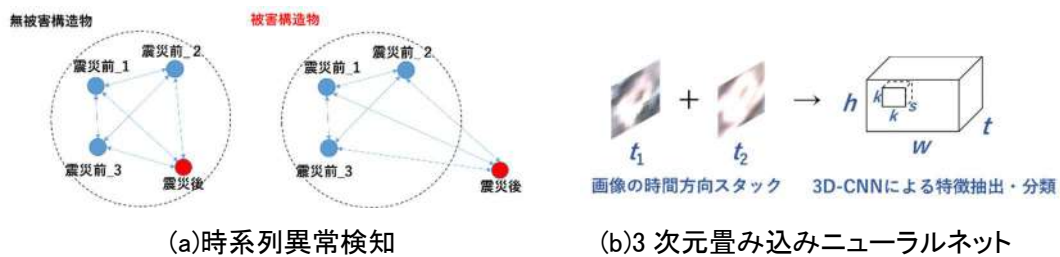 無被害構造物
震災前_1
震災前_2
震災前_3
震災後
被害構造物
震災前_1
震災前_2
震災前_3
震災後
(a)時系列異常検知
t1
+
t2
→
h
k
k
s
w
t
画像の時間方向スタック
3D-CNNによる特徴抽出・分類
(b)3 次元畳み込みニューラルネット